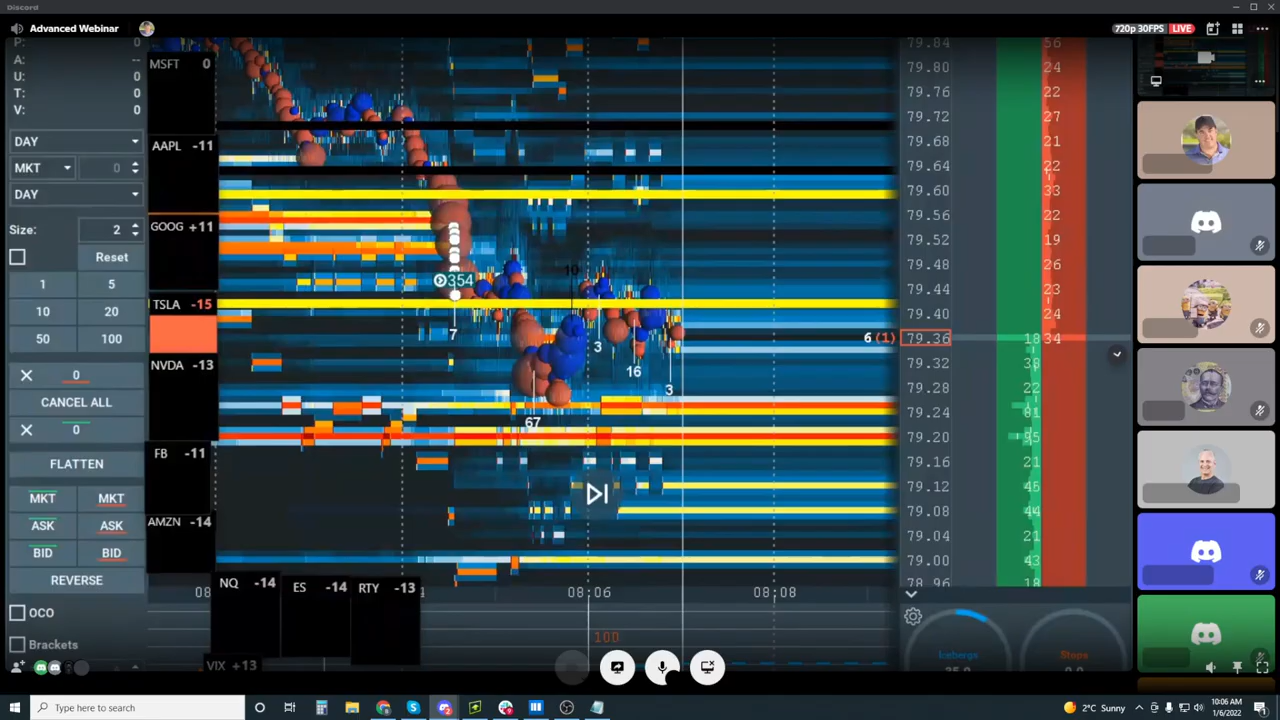 Discord
Advanced Webinar
720p 30FPS LIVE
P: 0
A: --
U: 0
T: 0
V: 0
DAY
MKT 0
DAY
Size: 2
Reset
1 5
10 20
50 100
0
CANCEL ALL
0
FLATTEN
MKT MKT
ASK ASK
BID BID
REVERSE
OCO
Brackets
MSFT 0
AAPL -11
GOOG +11
TSLA -15
NVDA -13
FB -11
AMZN -14
NQ -14
ES -14
RTY -13
VIX +13
354
7
10
3
16
3
67
6 (1)
08:06
08:08
100
79.84 56
79.80 24
79.76 22
79.72 27
79.68 21
79.64 22
79.60 33
79.56 22
79.52 19
79.48 26
79.44 23
79.40 24
79.36 18 34
79.32 38
79.28 22
79.24 81
79.20 95
79.16 21
79.12 45
79.08 44
79.04 21
79.00 43
78.96 18
Icebergs
Stops
Type here to search
2°C Sunny
10:06 AM
1/6/2022